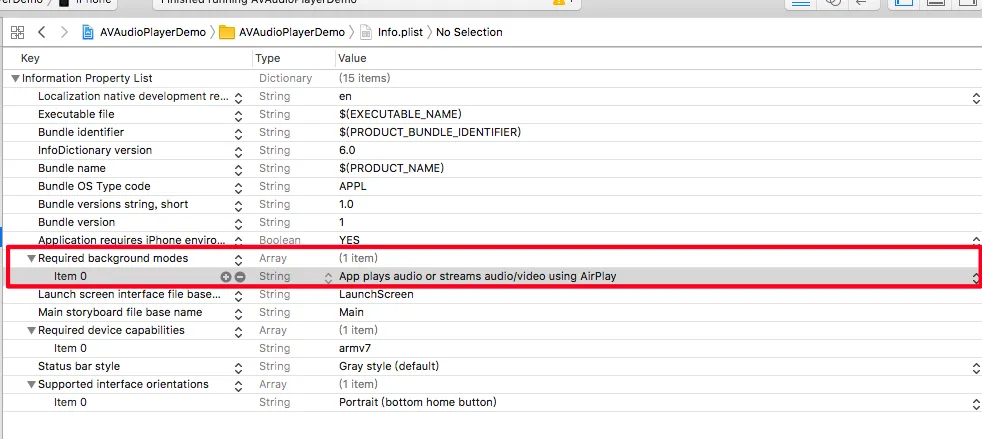 iPhone
Finished running AVAudioPlayerDemo
AVAudioPlayerDemo AVAudioPlayerDemo Info.plist No Selection
Key Type Value
Information Property List Dictionary (15 items)
Localization native development re... String en
Executable file String $(EXECUTABLE_NAME)
Bundle identifier String $(PRODUCT_BUNDLE_IDENTIFIER)
InfoDictionary version String 6.0
Bundle name String $(PRODUCT_NAME)
Bundle OS Type code String APPL
Bundle versions string, short String 1.0
Bundle version String 1
Application requires iPhone enviro... Boolean YES
Required background modes Array (1 item)
Item 0 String App plays audio or streams audio/video using AirPlay
Launch screen interface file base... String LaunchScreen
Main storyboard file base name String Main
Required device capabilities Array (1 item)
Item 0 String armv7
Status bar style String Gray style (default)
Supported interface orientations Array (1 item)
Item 0 String Portrait (bottom home button)